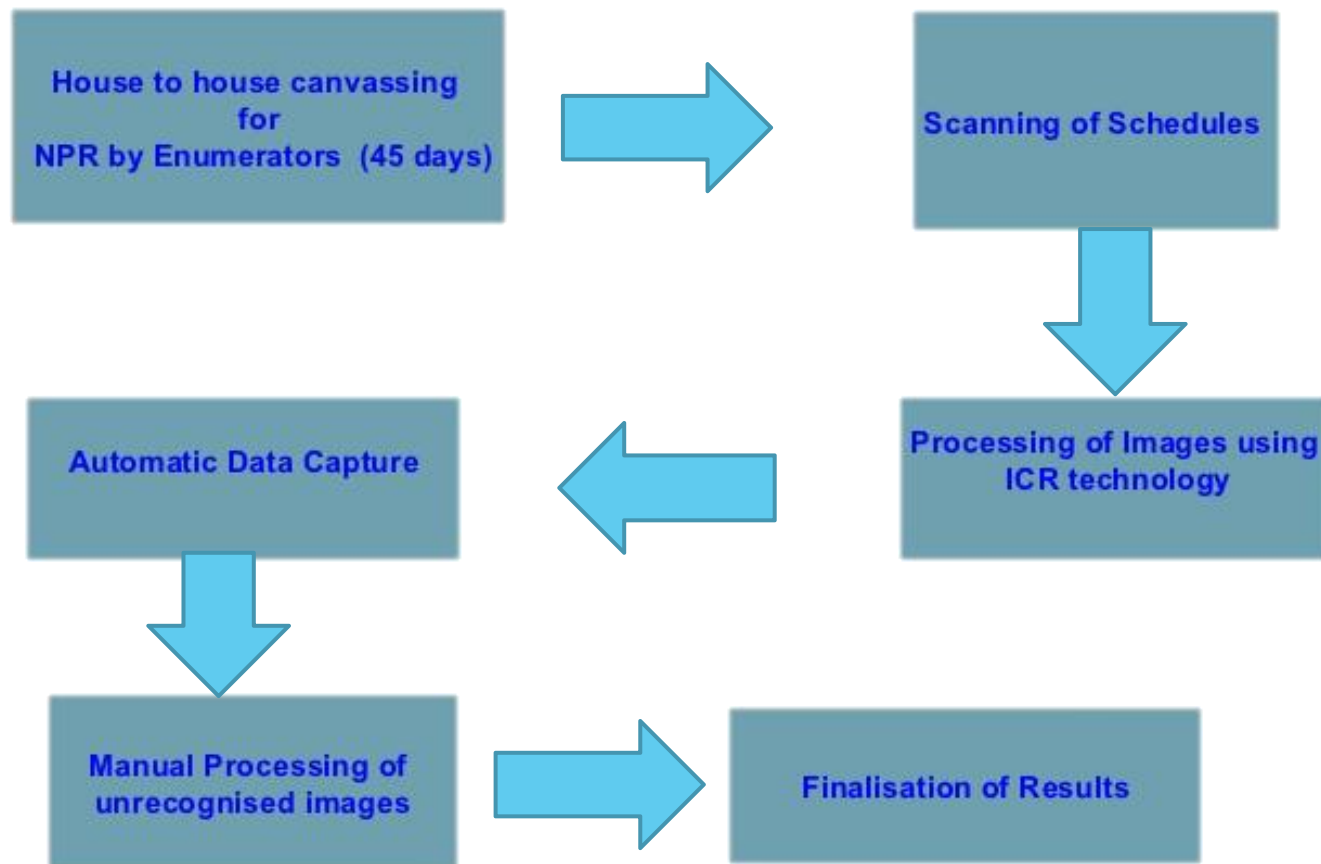 House to house canvassing
for
NPR by Enumerators (45 days)
Scanning of Schedules
Processing of Images using
ICR technology
Automatic Data Capture
Manual Processing of
unrecognised images
Finalisation of Results